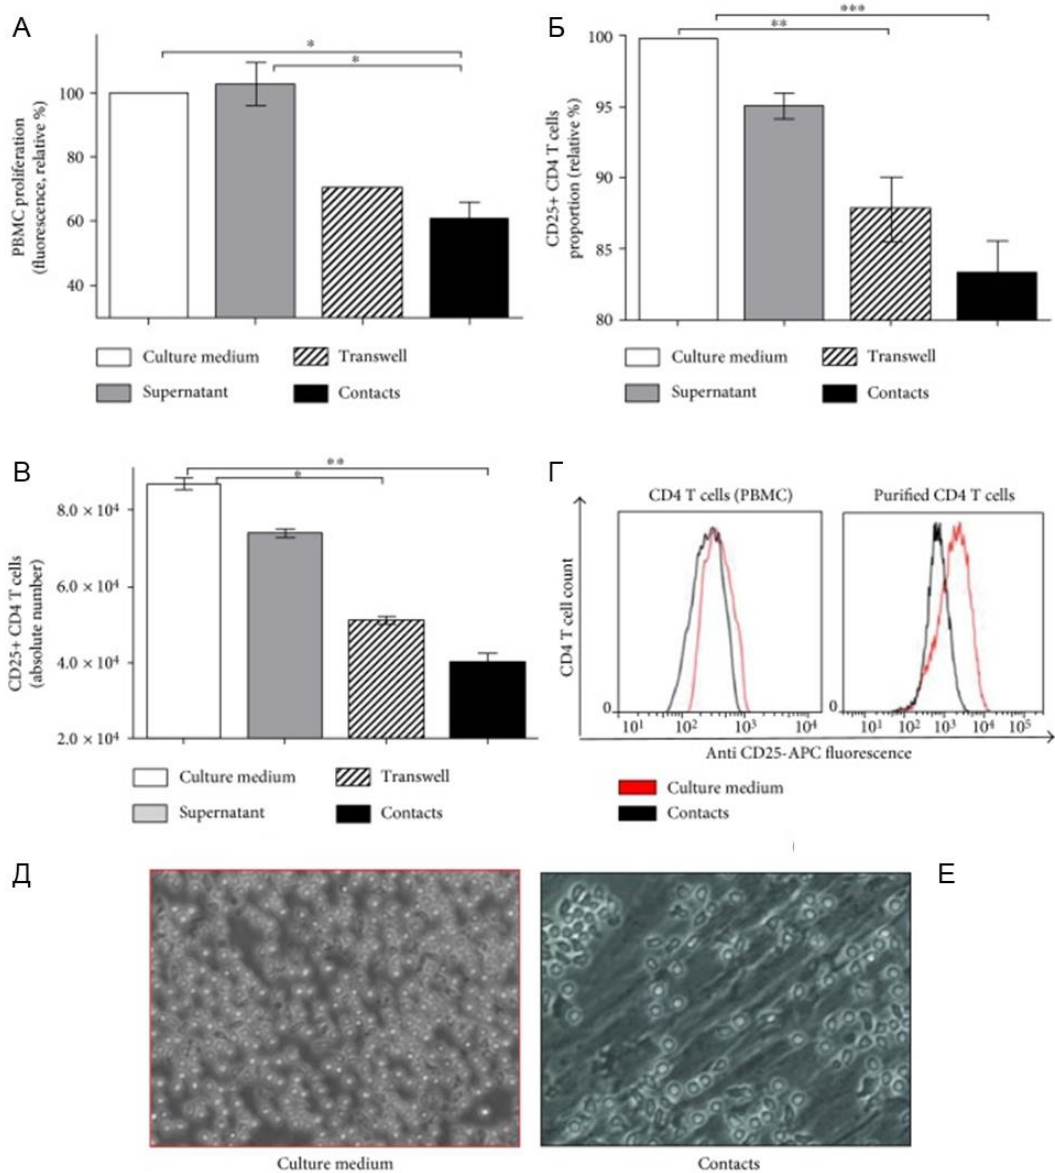 А
PBMC proliferation
(fluorescence, relative %)
100
80
60
40
*
*
Culture medium
Transwell
Supernatant
Contacts
Б
CD25+ CD4 T cells
proportion (relative %)
100
95
90
85
80
***
**
Culture medium
Transwell
Supernatant
Contacts
В
CD25+ CD4 T cells
(absolute number)
8.0 × 10⁴
6.0 × 10⁴
4.0 × 10⁴
2.0 × 10⁴
**
*
Culture medium
Transwell
Supernatant
Contacts
Г
CD4 T cells (PBMC)
Purified CD4 T cells
CD4 T cell count
0
10¹ 10² 10³ 10⁴
0
10¹ 10² 10³ 10⁴ 10⁵
Anti CD25-APC fluorescence
Culture medium
Contacts
Д
Е
Culture medium
Contacts